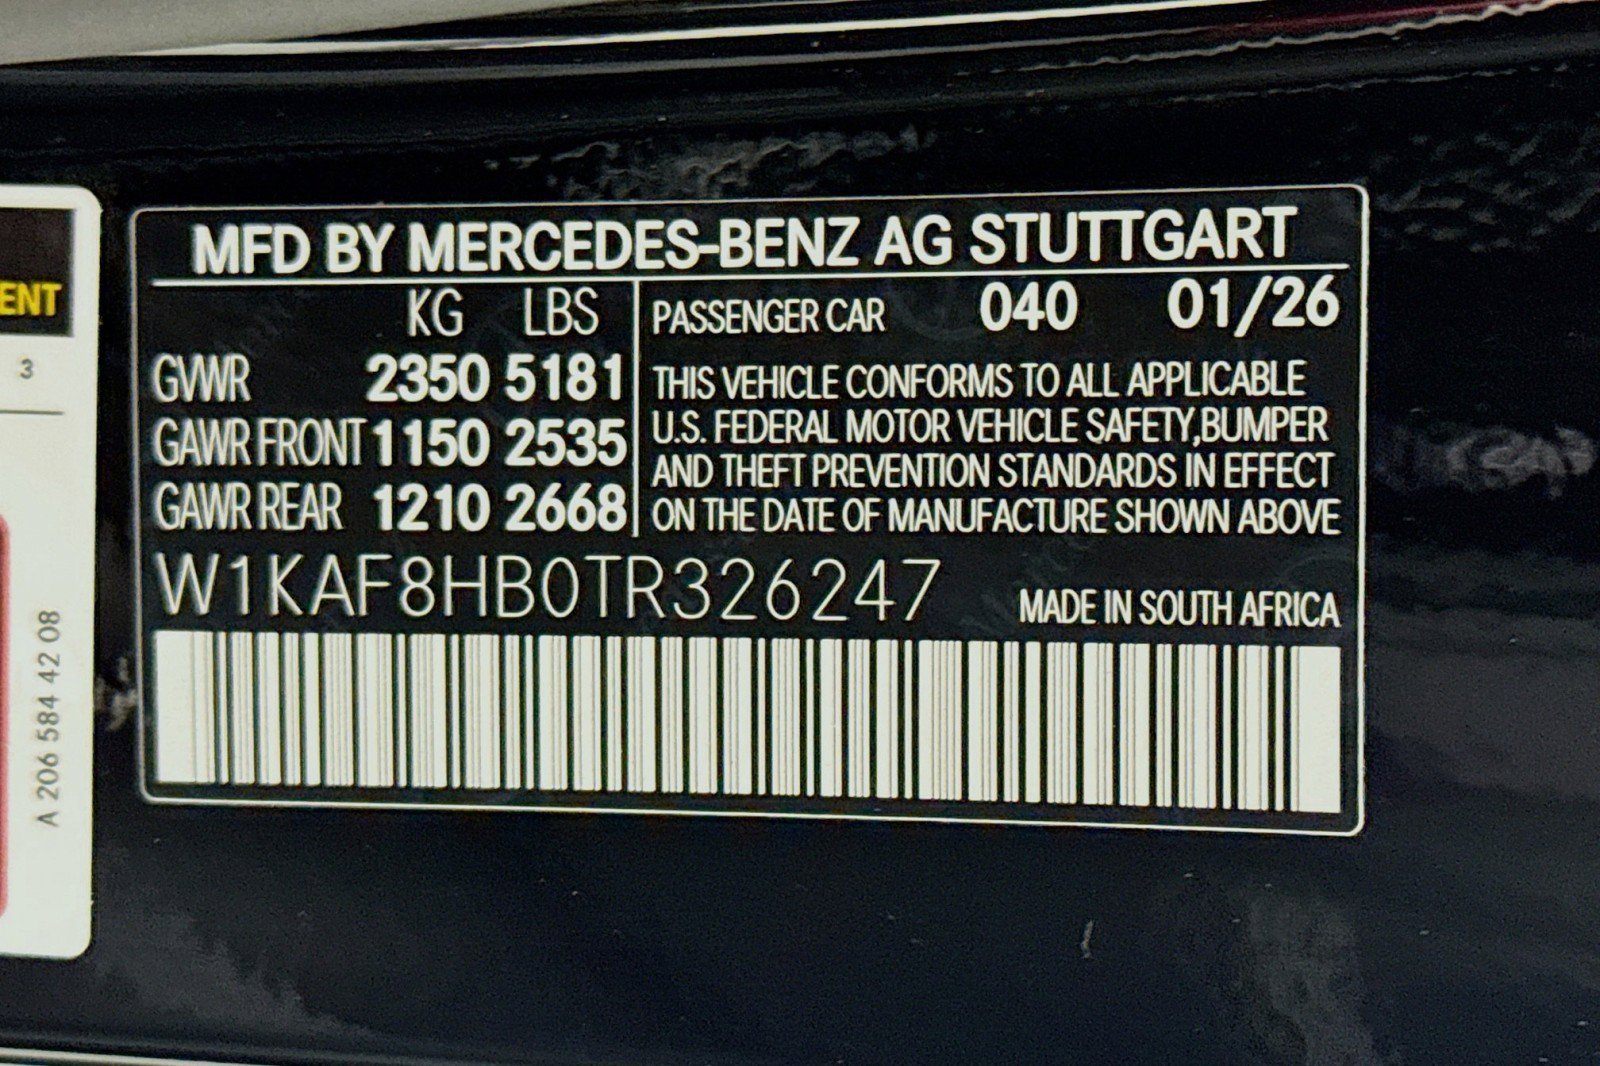 MFD BY MERCEDES-BENZ AG STUTTGART
KG LBS
GVWR 2350 5181
GAWR FRONT 1150 2535
GAWR REAR 1210 2668
PASSENGER CAR 040 01/26
THIS VEHICLE CONFORMS TO ALL APPLICABLE
U.S. FEDERAL MOTOR VEHICLE SAFETY,BUMPER
AND THEFT PREVENTION STANDARDS IN EFFECT
ON THE DATE OF MANUFACTURE SHOWN ABOVE
W1KAF8HB0TR326247
MADE IN SOUTH AFRICA
ENT
3
A 206 584 42 08